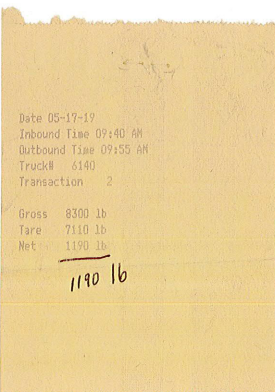 Date 05-17-19
Inbound Time 09:40 AM
Outbound Time 09:55 AM
Truck# 6140
Transaction 2
Gross 8300 lb
Tare 7110 lb
Net 1190 lb
1190 lb